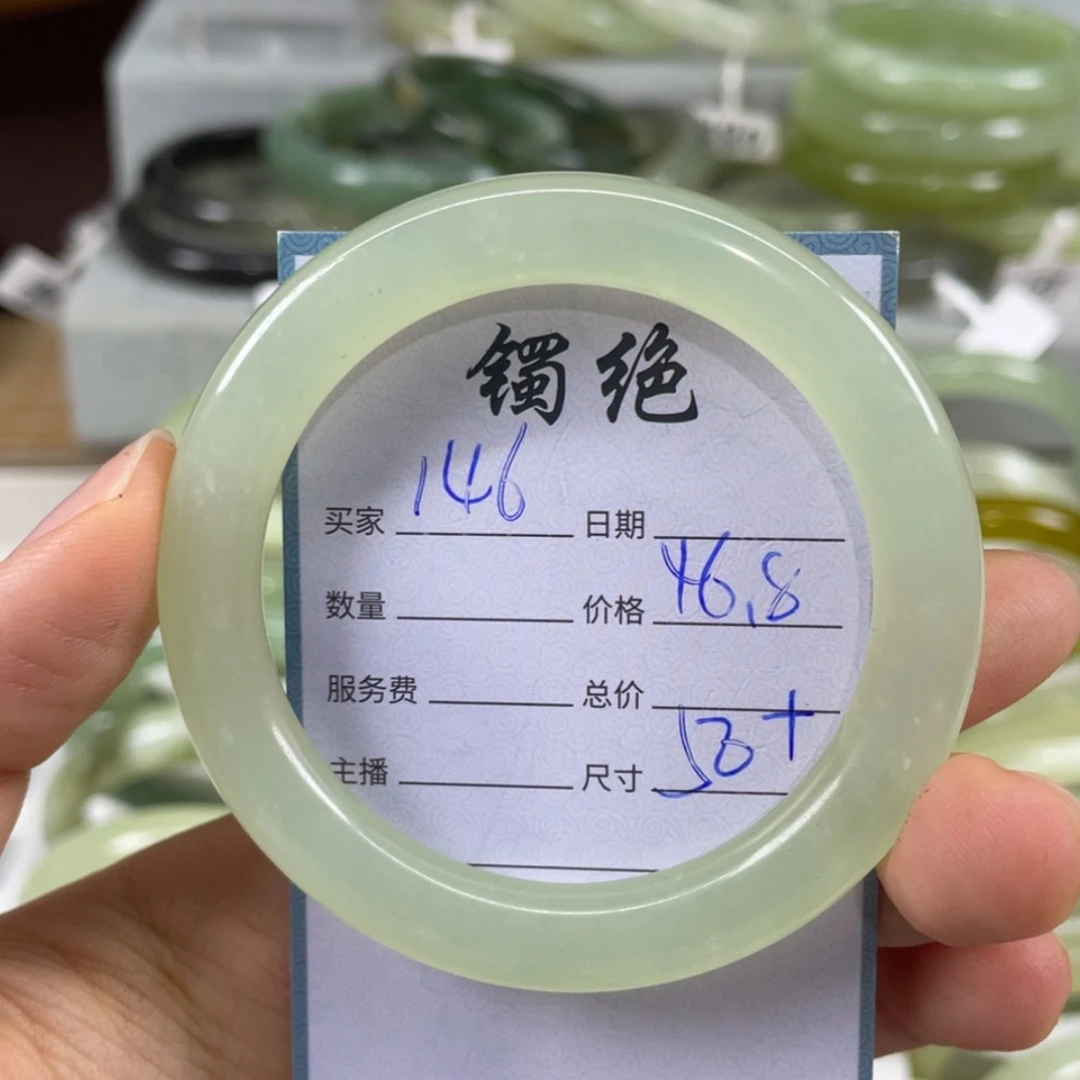 镯绝
买家 146 日期
数量 价格 46.8
服务费 总价
主播 尺寸 58+